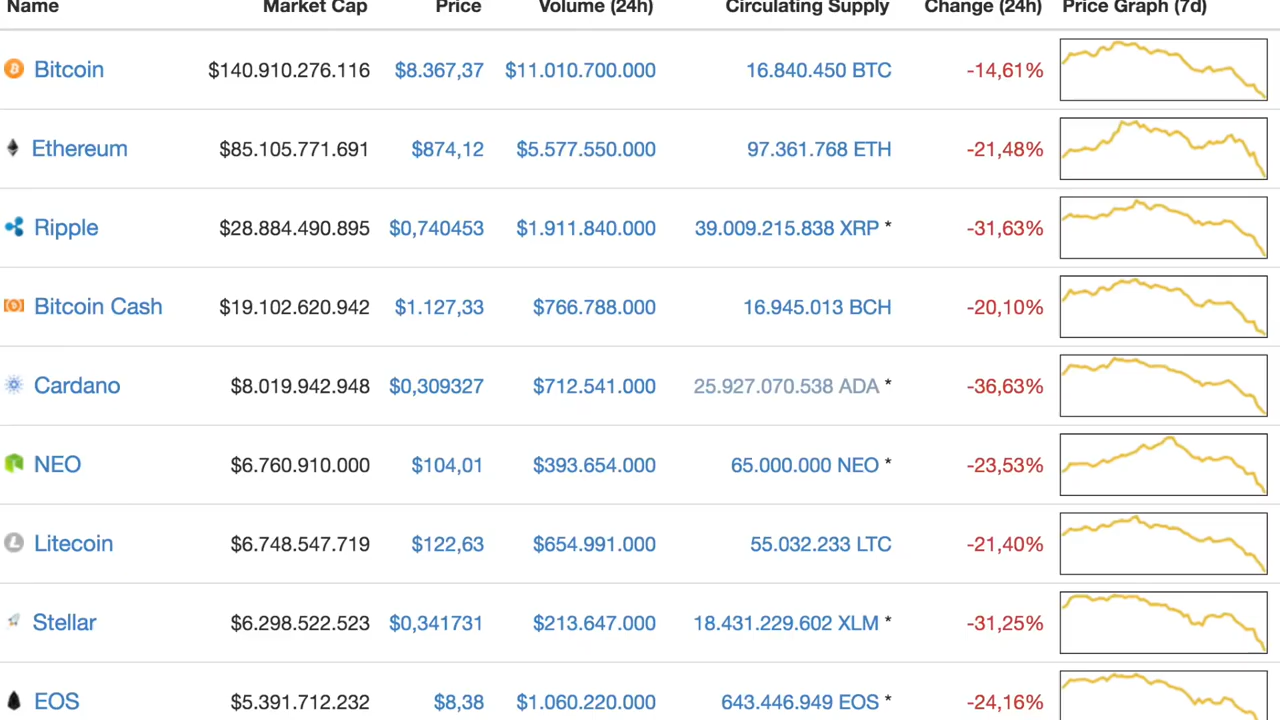 Name Market Cap Price Volume (24h) Circulating Supply Change (24h) Price Graph (7d)
Bitcoin $140.910.276.116 $8.367,37 $11.010.700.000 16.840.450 BTC -14,61%
Ethereum $85.105.771.691 $874,12 $5.577.550.000 97.361.768 ETH -21,48%
Ripple $28.884.490.895 $0,740453 $1.911.840.000 39.009.215.838 XRP * -31,63%
Bitcoin Cash $19.102.620.942 $1.127,33 $766.788.000 16.945.013 BCH -20,10%
Cardano $8.019.942.948 $0,309327 $712.541.000 25.927.070.538 ADA * -36,63%
NEO $6.760.910.000 $104,01 $393.654.000 65.000.000 NEO * -23,53%
Litecoin $6.748.547.719 $122,63 $654.991.000 55.032.233 LTC -21,40%
Stellar $6.298.522.523 $0,341731 $213.647.000 18.431.229.602 XLM * -31,25%
EOS $5.391.712.232 $8,38 $1.060.220.000 643.446.949 EOS * -24,16%